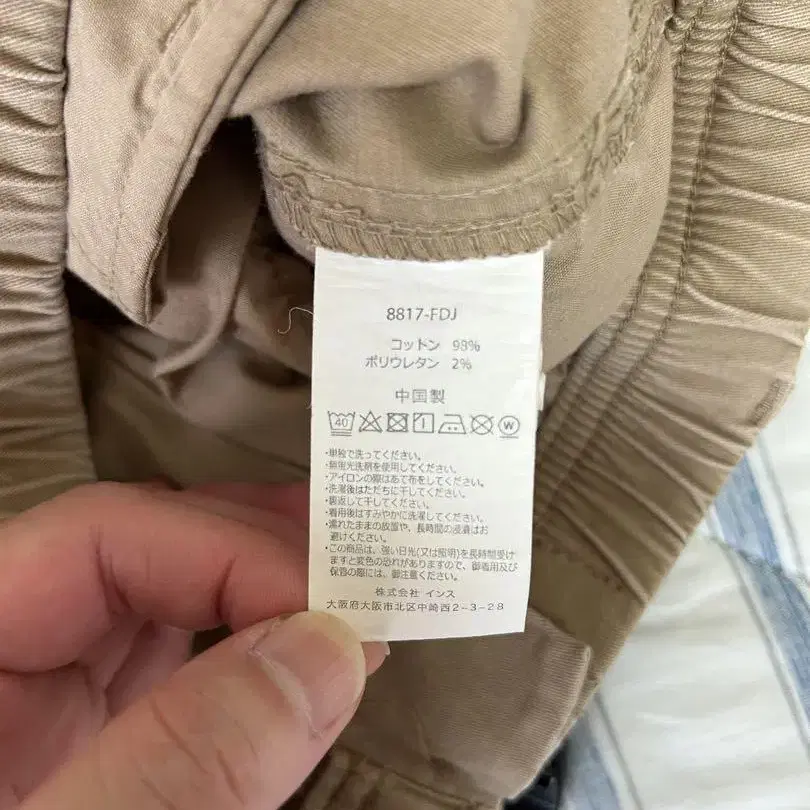 8817-FDJ
コットン 98%
ポリウレタン 2%
中国製
40 W
・単独で洗ってください。
・無蛍光洗剤を使用してください。
・アイロンの際はあて布をしてください。
・洗濯後はただちに干してください。
・裏返して干してください。
・着用後はすみやかに洗濯してください。
・濡れたままの放置や、長時間の浸漬はお
避けください。
・この商品は、強い日光(又は照明)を長時間受け
ますと変色の恐れがありますので、御着用及び
保管の際には、御注意ください。
株式会社 インス
大阪府大阪市北区中崎西2-3-28